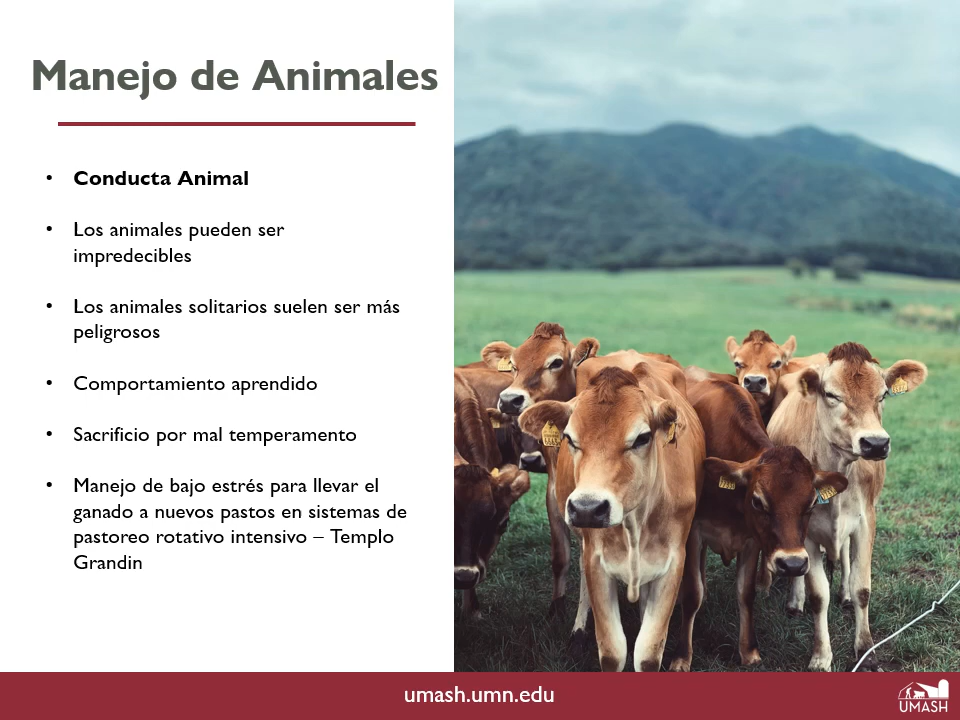 Manejo de Animales
• Conducta Animal
• Los animales pueden ser
impredecibles
• Los animales solitarios suelen ser más
peligrosos
• Comportamiento aprendido
• Sacrificio por mal temperamento
• Manejo de bajo estrés para llevar el
ganado a nuevos pastos en sistemas de
pastoreo rotativo intensivo – Templo
Grandin
umash.umn.edu
UMASH